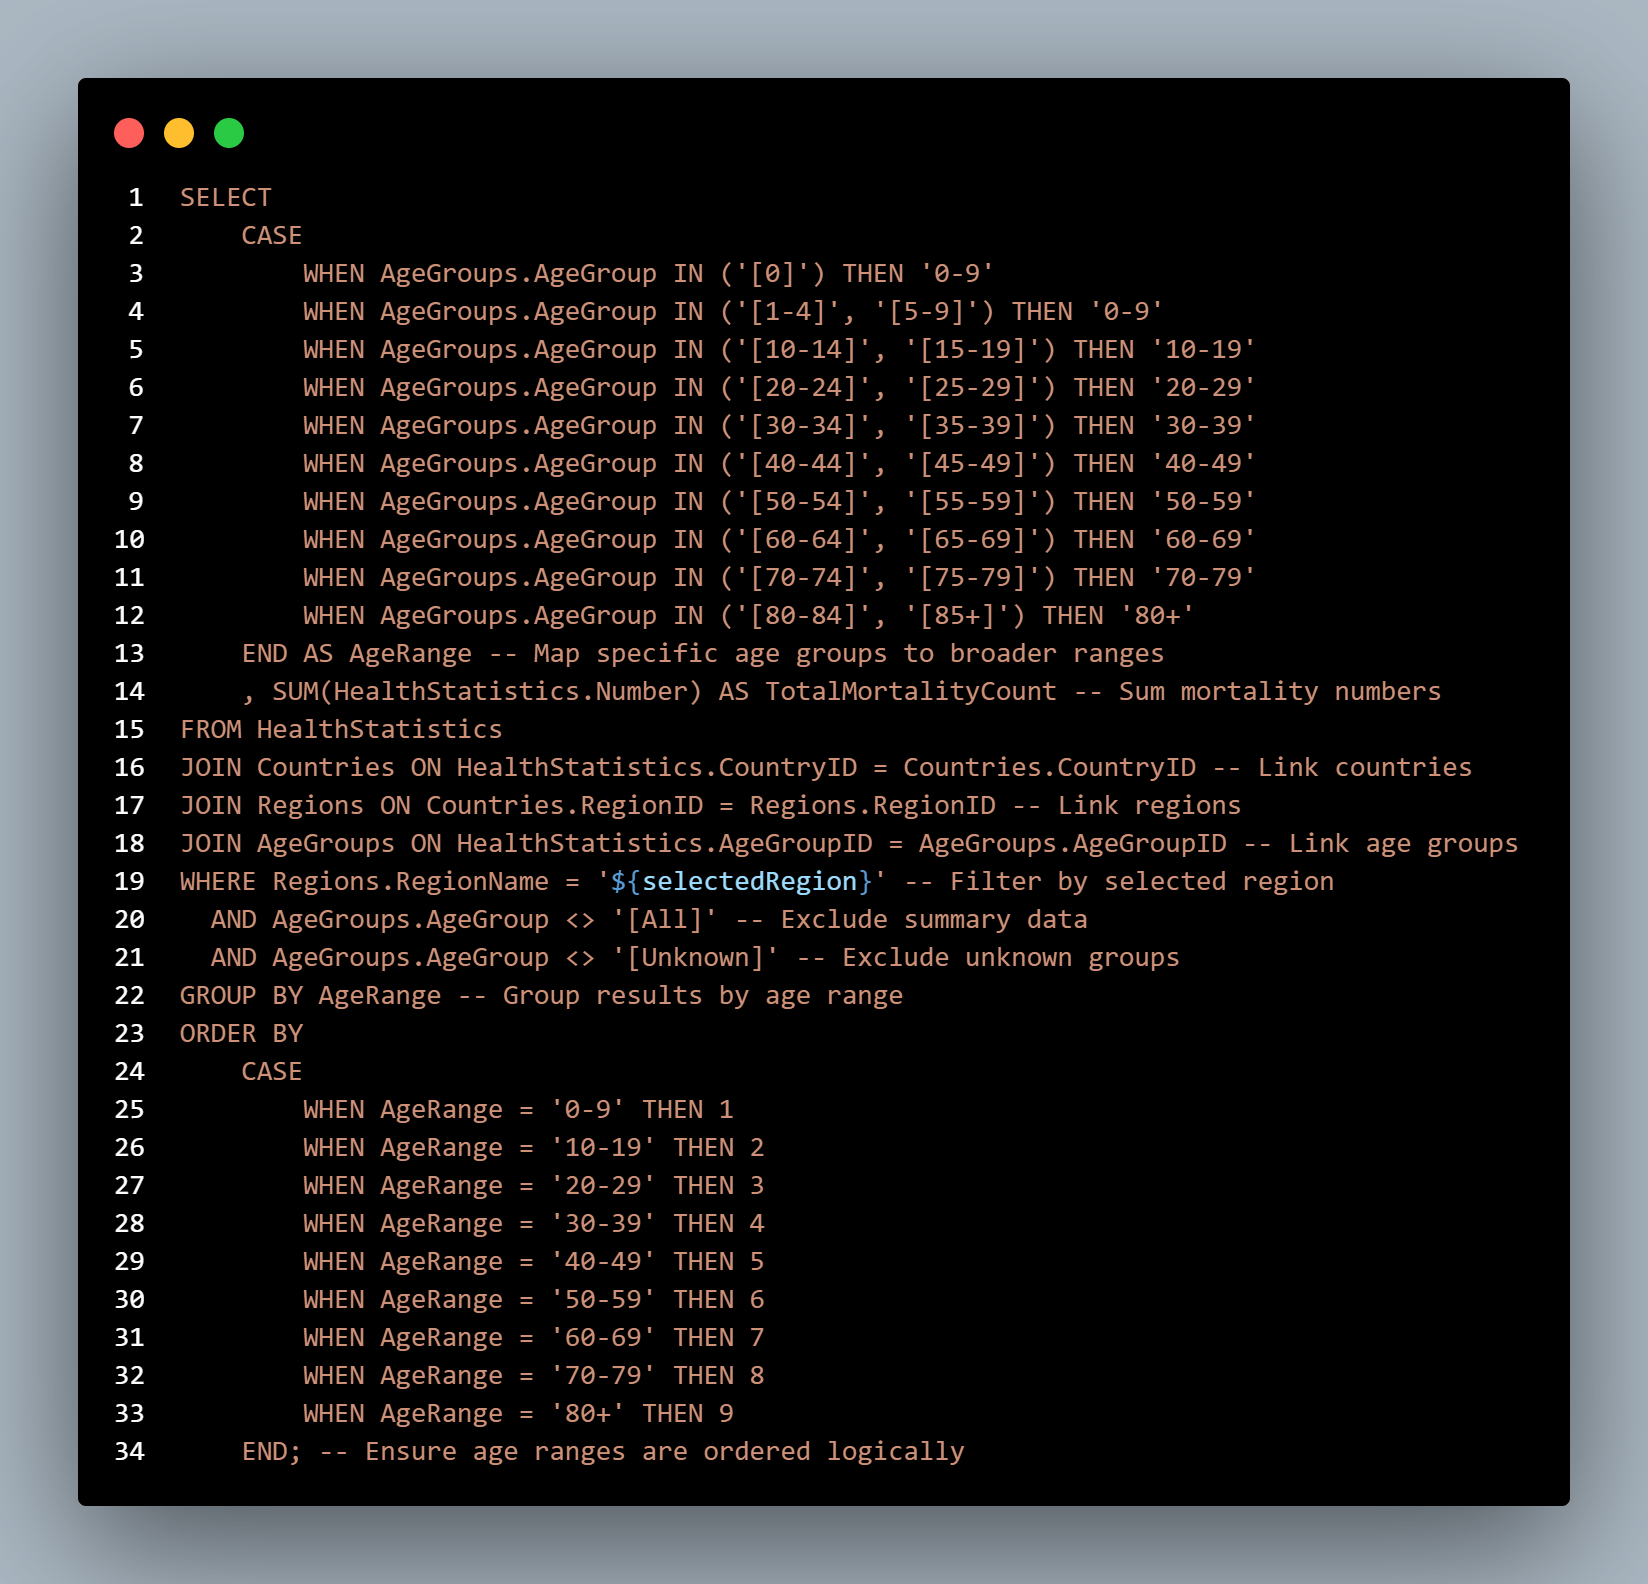 1 SELECT
2     CASE
3         WHEN AgeGroups.AgeGroup IN ('[0]') THEN '0-9'
4         WHEN AgeGroups.AgeGroup IN ('[1-4]', '[5-9]') THEN '0-9'
5         WHEN AgeGroups.AgeGroup IN ('[10-14]', '[15-19]') THEN '10-19'
6         WHEN AgeGroups.AgeGroup IN ('[20-24]', '[25-29]') THEN '20-29'
7         WHEN AgeGroups.AgeGroup IN ('[30-34]', '[35-39]') THEN '30-39'
8         WHEN AgeGroups.AgeGroup IN ('[40-44]', '[45-49]') THEN '40-49'
9         WHEN AgeGroups.AgeGroup IN ('[50-54]', '[55-59]') THEN '50-59'
10         WHEN AgeGroups.AgeGroup IN ('[60-64]', '[65-69]') THEN '60-69'
11         WHEN AgeGroups.AgeGroup IN ('[70-74]', '[75-79]') THEN '70-79'
12         WHEN AgeGroups.AgeGroup IN ('[80-84]', '[85+]') THEN '80+'
13     END AS AgeRange -- Map specific age groups to broader ranges
14     , SUM(HealthStatistics.Number) AS TotalMortalityCount -- Sum mortality numbers
15 FROM HealthStatistics
16 JOIN Countries ON HealthStatistics.CountryID = Countries.CountryID -- Link countries
17 JOIN Regions ON Countries.RegionID = Regions.RegionID -- Link regions
18 JOIN AgeGroups ON HealthStatistics.AgeGroupID = AgeGroups.AgeGroupID -- Link age groups
19 WHERE Regions.RegionName = '${selectedRegion}' -- Filter by selected region
20   AND AgeGroups.AgeGroup <> '[All]' -- Exclude summary data
21   AND AgeGroups.AgeGroup <> '[Unknown]' -- Exclude unknown groups
22 GROUP BY AgeRange -- Group results by age range
23 ORDER BY
24     CASE
25         WHEN AgeRange = '0-9' THEN 1
26         WHEN AgeRange = '10-19' THEN 2
27         WHEN AgeRange = '20-29' THEN 3
28         WHEN AgeRange = '30-39' THEN 4
29         WHEN AgeRange = '40-49' THEN 5
30         WHEN AgeRange = '50-59' THEN 6
31         WHEN AgeRange = '60-69' THEN 7
32         WHEN AgeRange = '70-79' THEN 8
33         WHEN AgeRange = '80+' THEN 9
34     END; -- Ensure age ranges are ordered logically